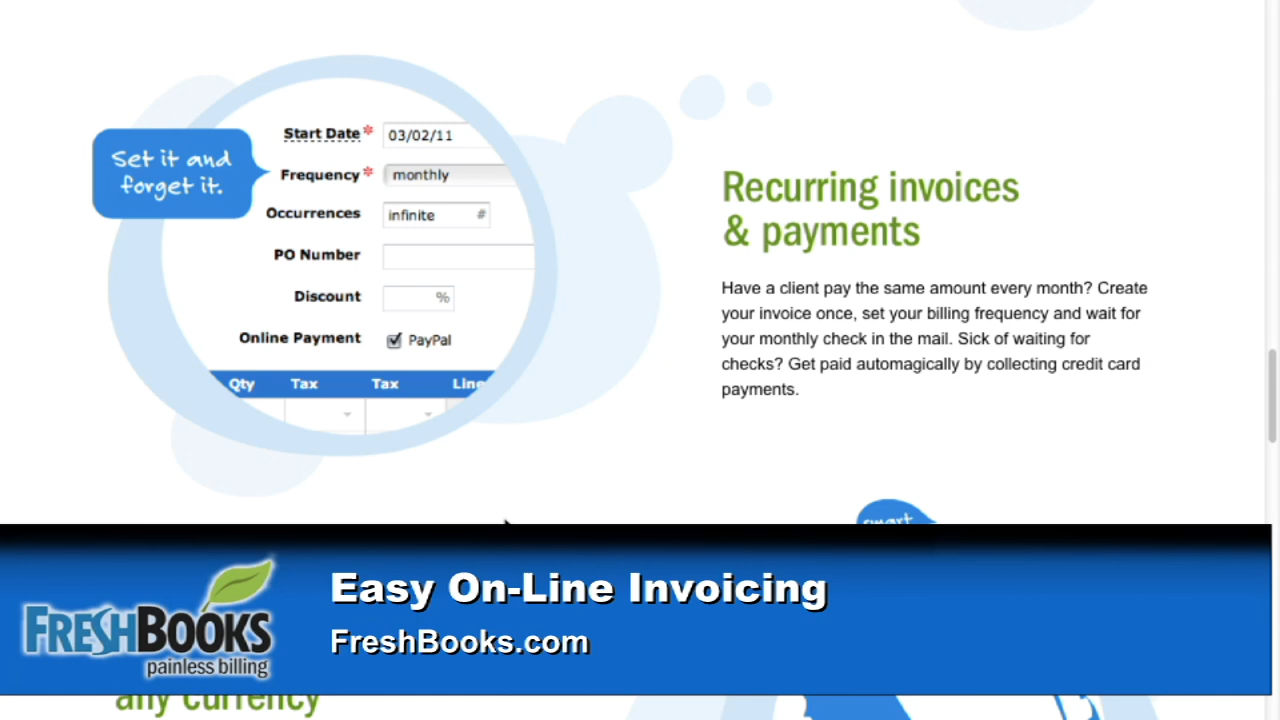 Set it and
forget it.
Start Date* 03/02/11
Frequency* monthly
Occurrences infinite #
PO Number
Discount %
Online Payment PayPal
Qty Tax Tax Line
Recurring invoices
& payments
Have a client pay the same amount every month? Create
your invoice once, set your billing frequency and wait for
your monthly check in the mail. Sick of waiting for
checks? Get paid automagically by collecting credit card
payments.
smart
FRESHBOOKS
painless billing
Easy On-Line Invoicing
FreshBooks.com
any currency